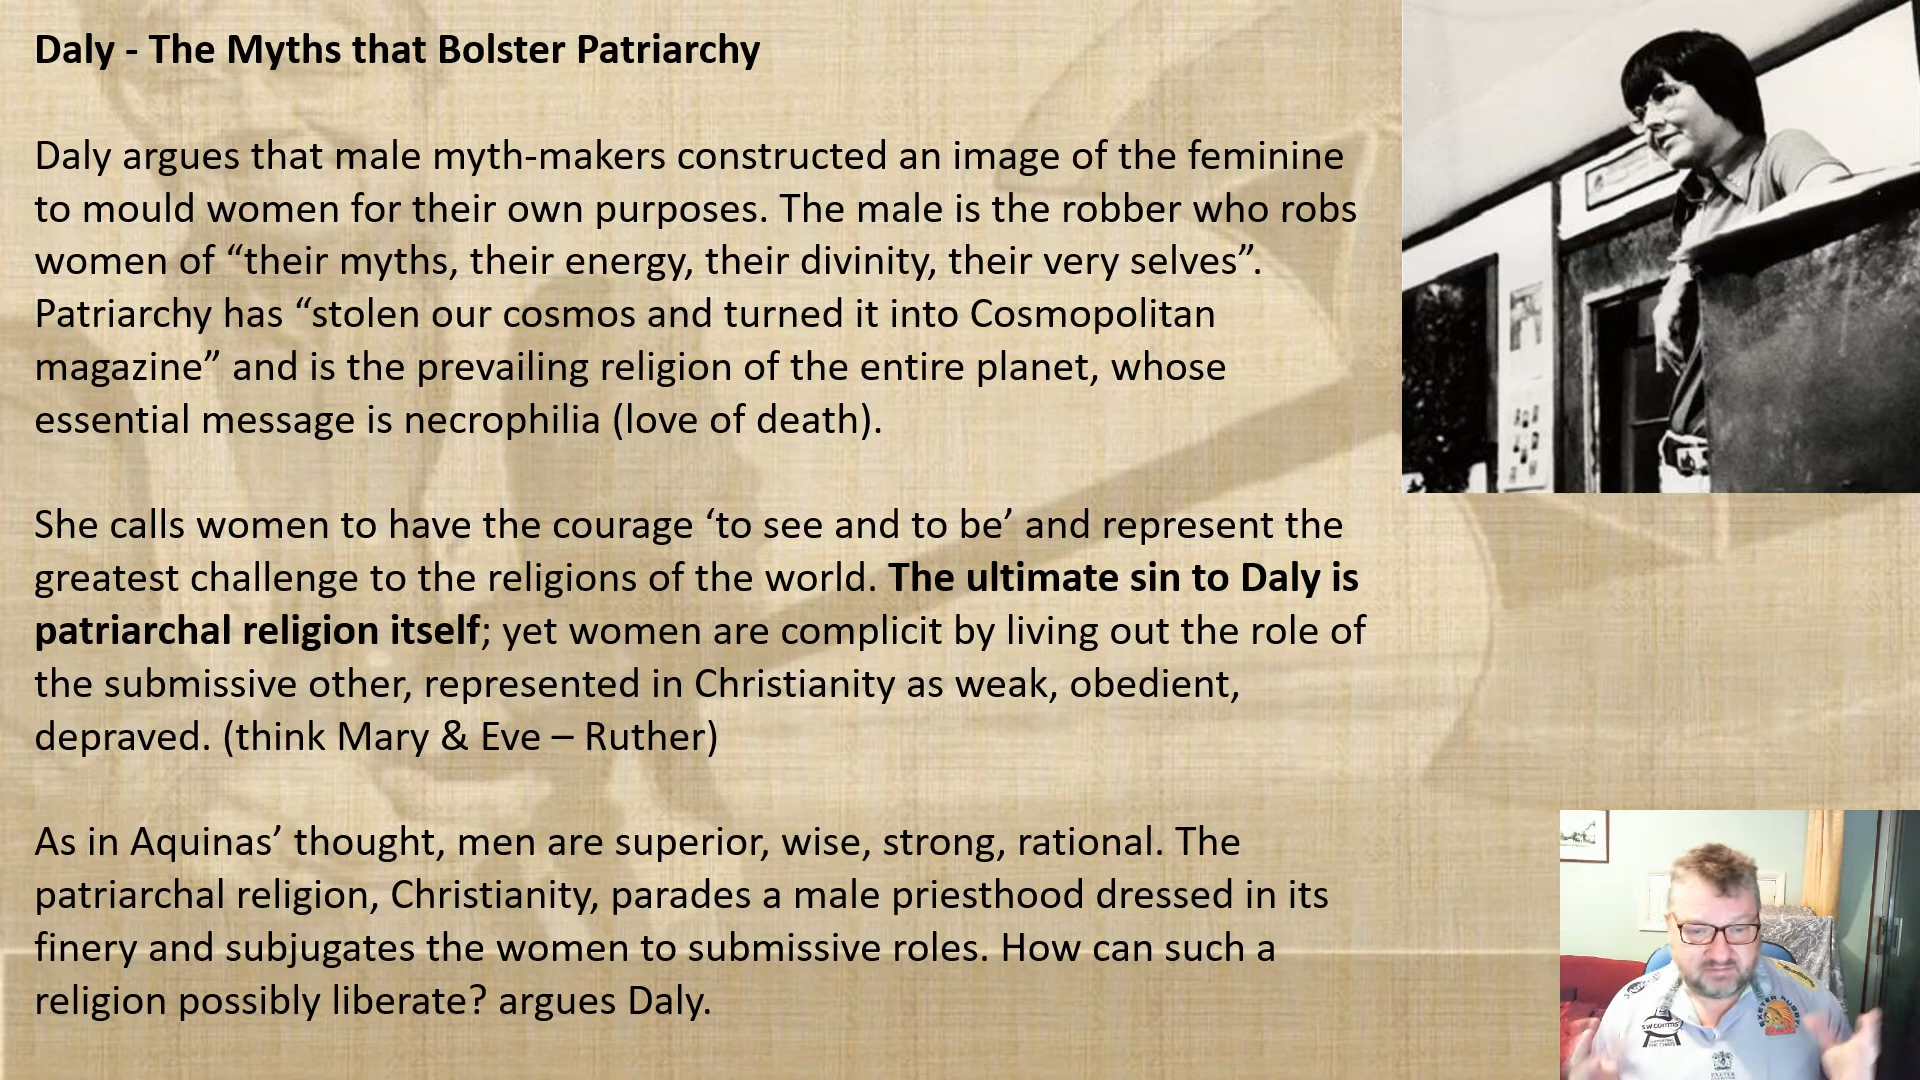 Daly - The Myths that Bolster Patriarchy
Daly argues that male myth-makers constructed an image of the feminine
to mould women for their own purposes. The male is the robber who robs
women of “their myths, their energy, their divinity, their very selves”.
Patriarchy has “stolen our cosmos and turned it into Cosmopolitan
magazine” and is the prevailing religion of the entire planet, whose
essential message is necrophilia (love of death).
She calls women to have the courage ‘to see and to be’ and represent the
greatest challenge to the religions of the world. The ultimate sin to Daly is
patriarchal religion itself; yet women are complicit by living out the role of
the submissive other, represented in Christianity as weak, obedient,
depraved. (think Mary & Eve – Ruther)
As in Aquinas’ thought, men are superior, wise, strong, rational. The
patriarchal religion, Christianity, parades a male priesthood dressed in its
finery and subjugates the women to submissive roles. How can such a
religion possibly liberate? argues Daly.
SW COMMS
EXETER RUGBY
EXETER